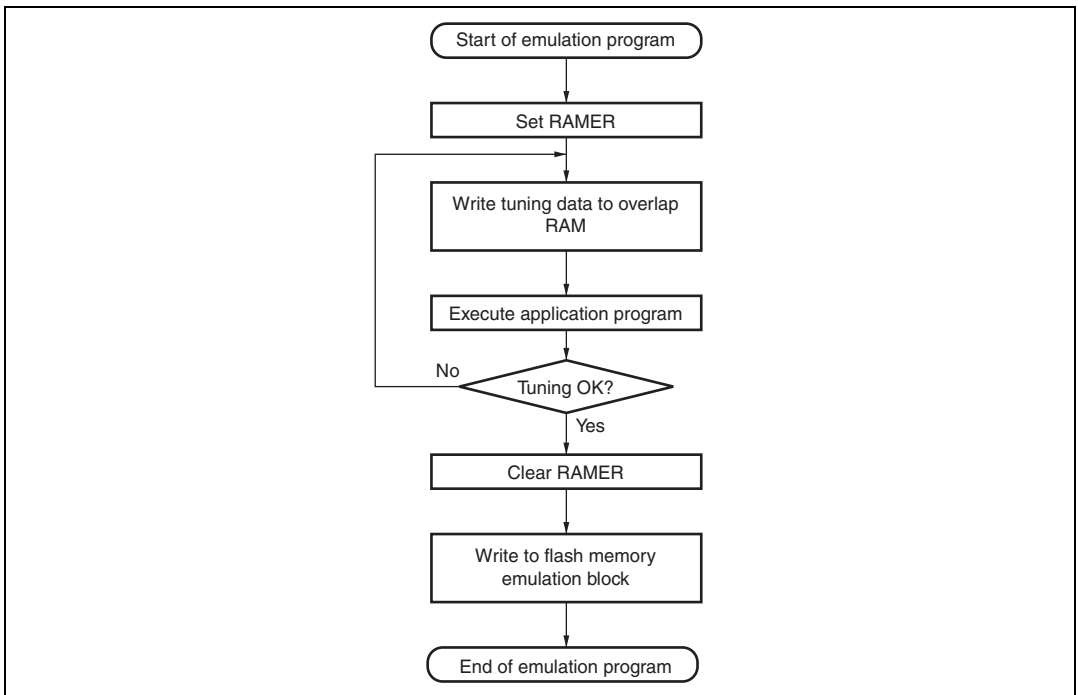 Start of emulation program
Set RAMER
Write tuning data to overlap
RAM
Execute application program
No
Tuning OK?
Yes
Clear RAMER
Write to flash memory
emulation block
End of emulation program